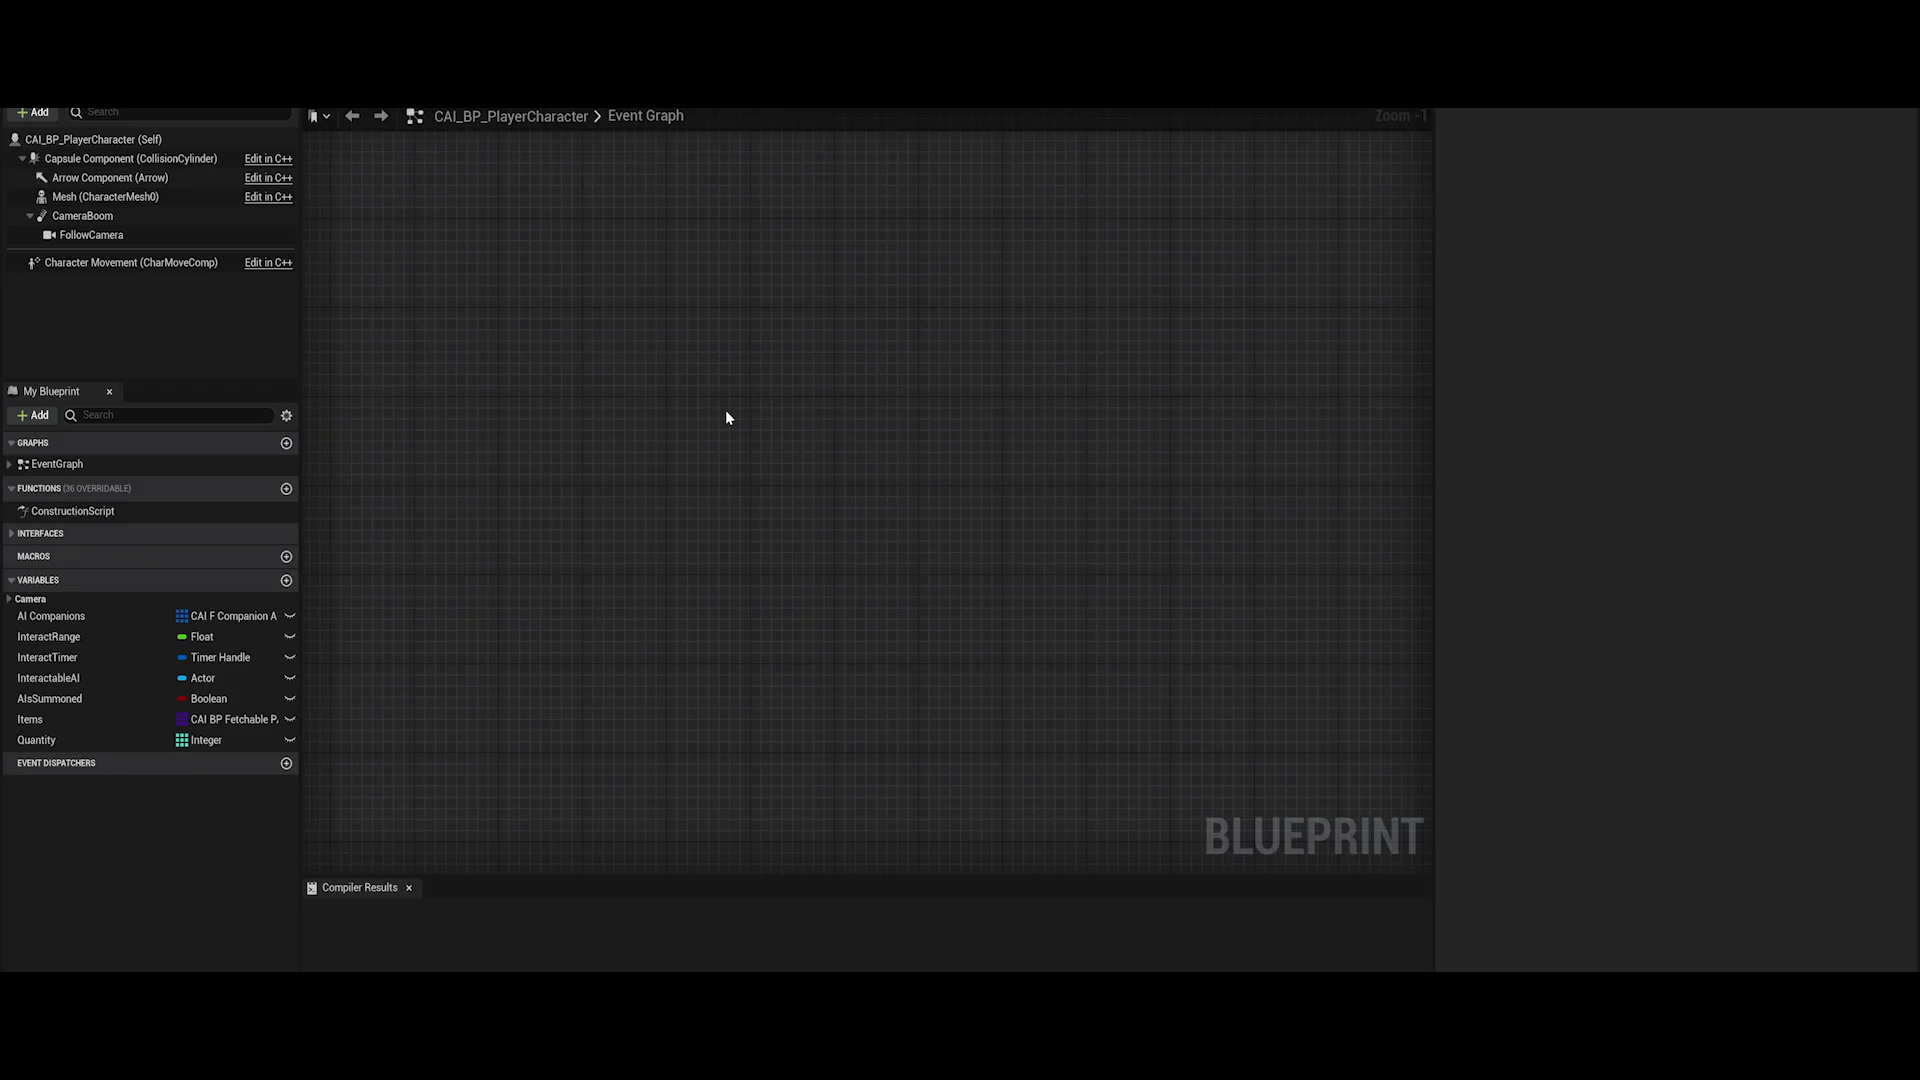 Add
Search
CAI_BP_PlayerCharacter > Event Graph
Zoom -1
CAI_BP_PlayerCharacter (Self)
Capsule Component (CollisionCylinder) Edit in C++
Arrow Component (Arrow) Edit in C++
Mesh (CharacterMesh0) Edit in C++
CameraBoom
FollowCamera
Character Movement (CharMoveComp) Edit in C++
My Blueprint
Add
Search
GRAPHS
EventGraph
FUNCTIONS (36 OVERRIDABLE)
ConstructionScript
INTERFACES
MACROS
VARIABLES
Camera
AI Companions CAI F Companion A
InteractRange Float
InteractTimer Timer Handle
InteractableAI Actor
AIsSummoned Boolean
Items CAI BP Fetchable P
Quantity Integer
EVENT DISPATCHERS
BLUEPRINT
Compiler Results